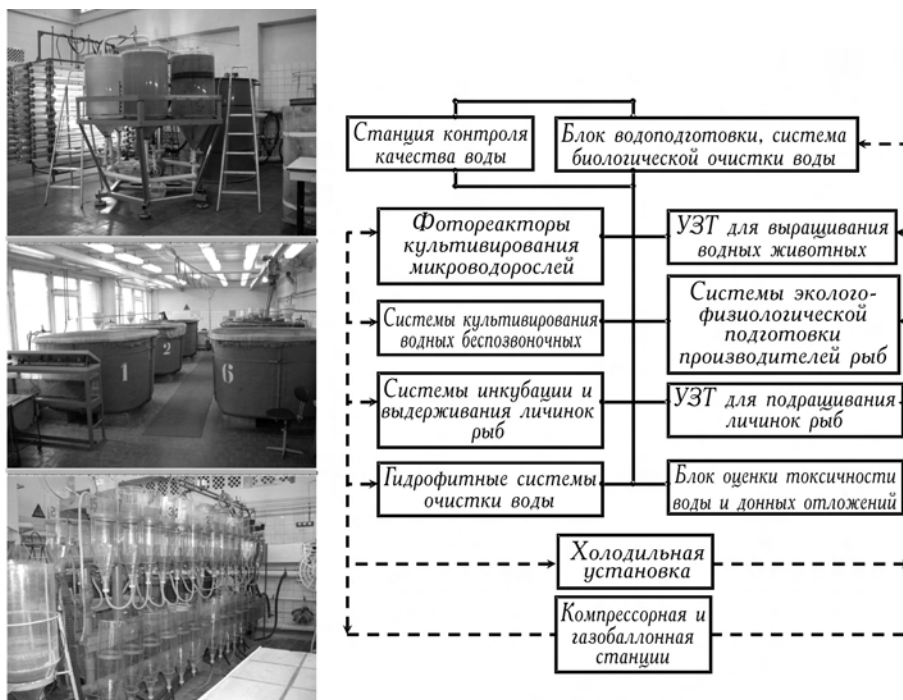 Станция контроля
качества воды
Блок водоподготовки, система
биологической очистки воды
Фотореакторы
культивирования
микроводорослей
УЗТ для выращивания
водных животных
Системы культивирования
водных беспозвоночных
Системы эколого-
физиологической
подготовки
производителей рыб
Системы инкубации и
выдерживания личинок
рыб
УЗТ для подращивания
личинок рыб
Гидрофитные системы
очистки воды
Блок оценки токсичности
воды и донных отложений
Холодильная
установка
Компрессорная и
газобаллонная
станции
1
2
6